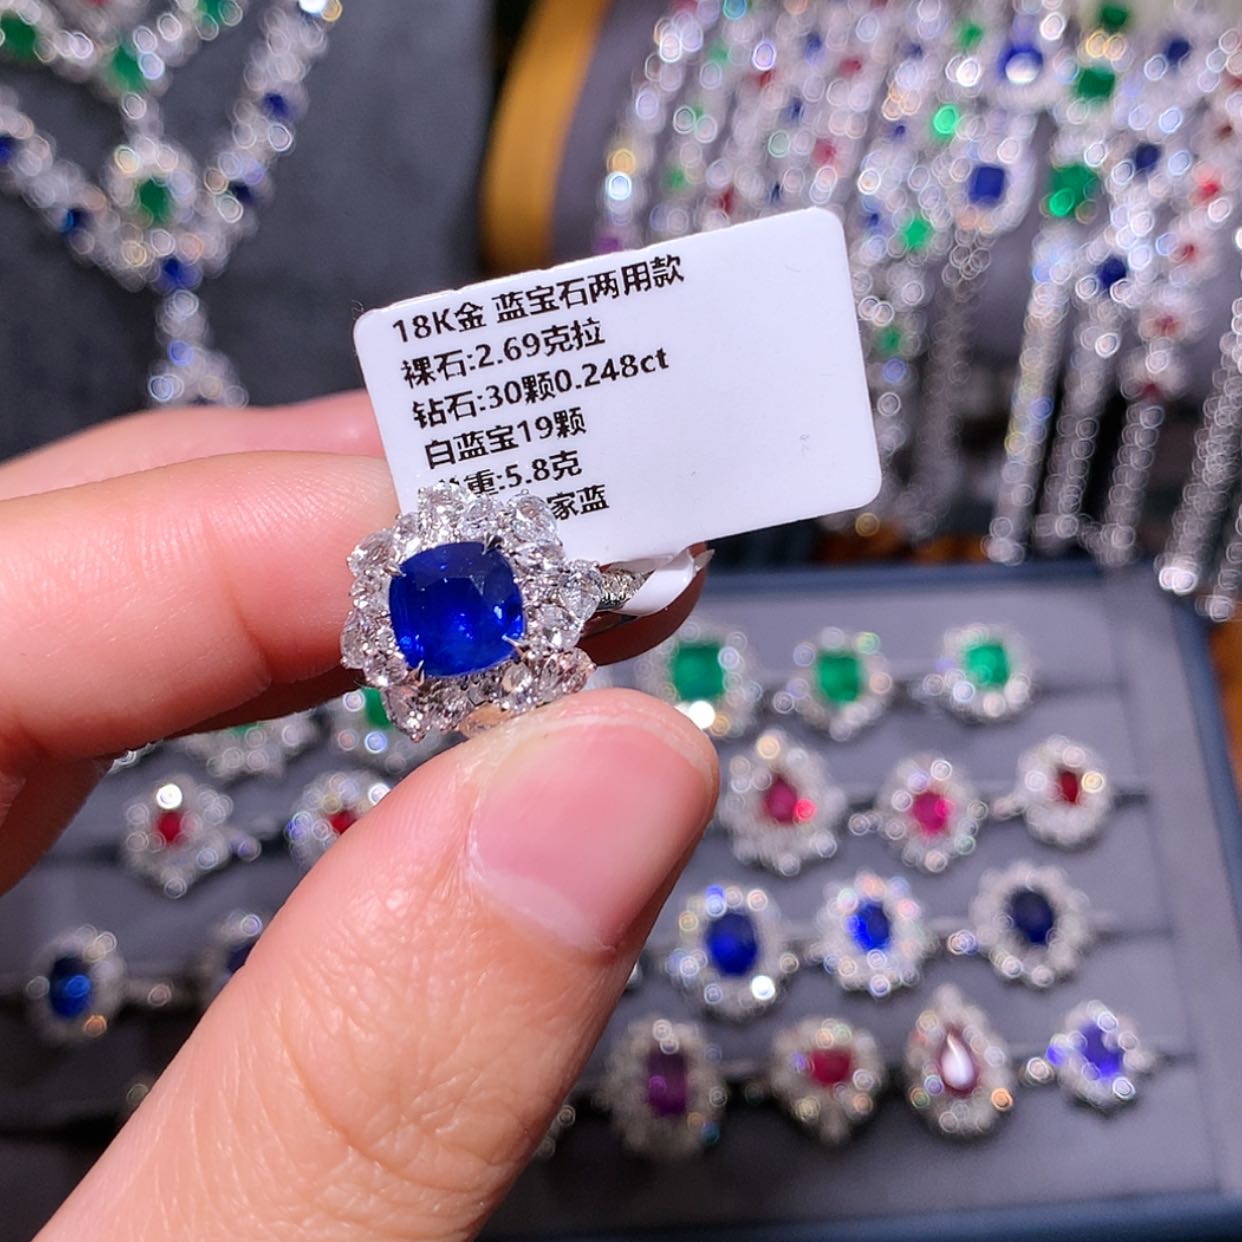 18K金 蓝宝石两用款
裸石:2.69克拉
钻石:30颗0.248ct
白蓝宝19颗
重:5.8克
家蓝